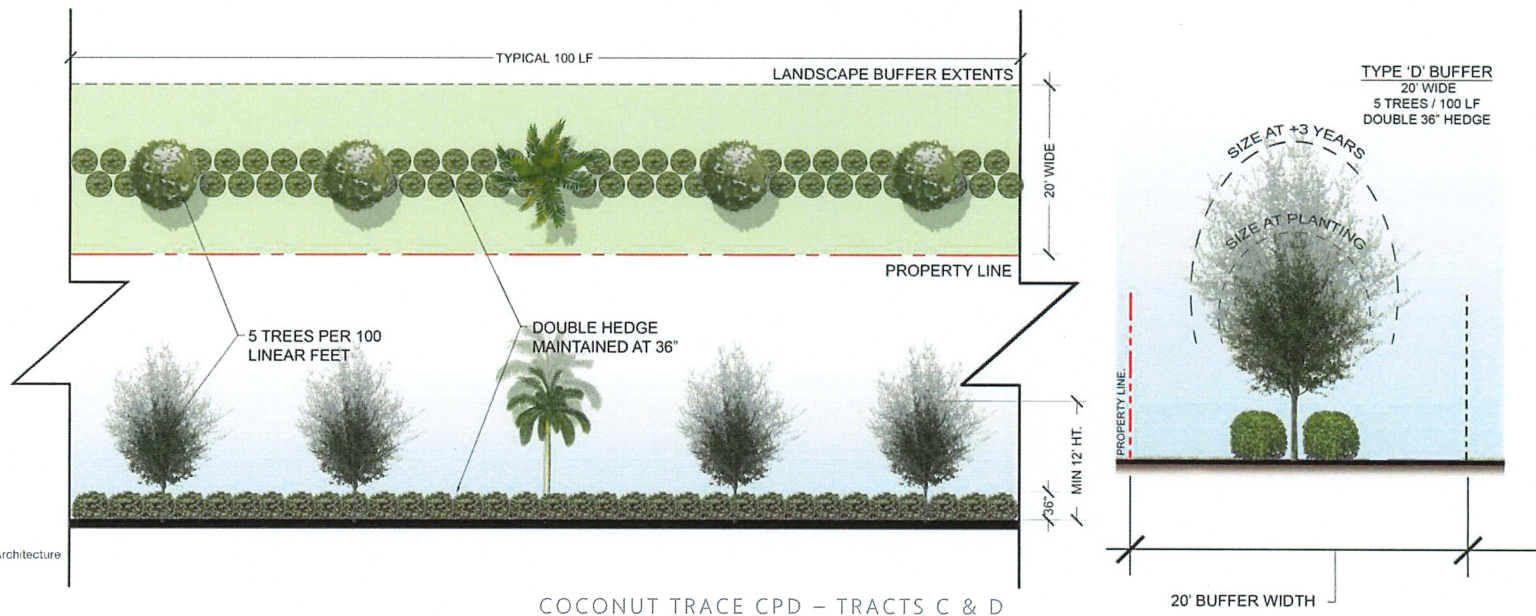 TYPICAL 100 LF
LANDSCAPE BUFFER EXTENTS
20' WIDE
PROPERTY LINE
5 TREES PER 100
LINEAR FEET
DOUBLE HEDGE
MAINTAINED AT 36"
MIN 12' HT.
36"
TYPE 'D' BUFFER
20' WIDE
5 TREES / 100 LF
DOUBLE 36" HEDGE
SIZE AT +3 YEARS
SIZE AT PLANTING
PROPERTY LINE.
20' BUFFER WIDTH
Architecture
COCONUT TRACE CPD – TRACTS C & D